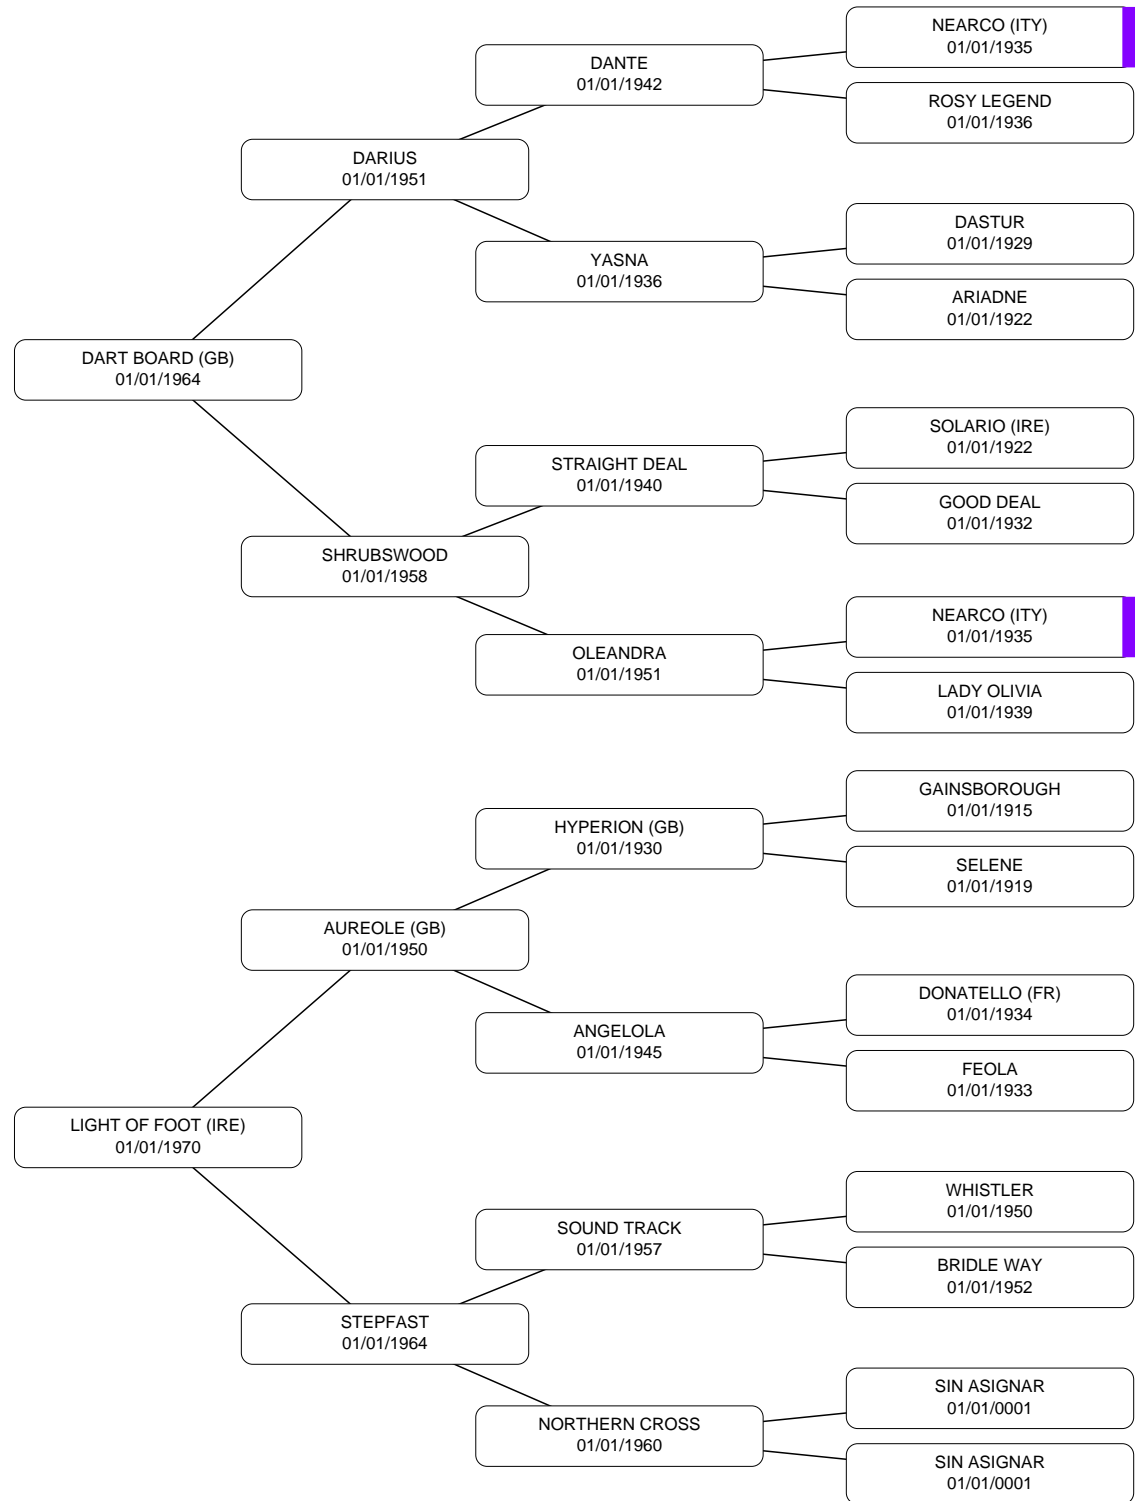 NEARCO (ITY)
01/01/1935
DANTE
01/01/1942
ROSY LEGEND
01/01/1936
DARIUS
01/01/1951
DASTUR
01/01/1929
YASNA
01/01/1936
ARIADNE
01/01/1922
DART BOARD (GB)
01/01/1964
SOLARIO (IRE)
01/01/1922
STRAIGHT DEAL
01/01/1940
GOOD DEAL
01/01/1932
SHRUBSWOOD
01/01/1958
NEARCO (ITY)
01/01/1935
OLEANDRA
01/01/1951
LADY OLIVIA
01/01/1939
GAINSBOROUGH
01/01/1915
HYPERION (GB)
01/01/1930
SELENE
01/01/1919
AUREOLE (GB)
01/01/1950
DONATELLO (FR)
01/01/1934
ANGELOLA
01/01/1945
FEOLA
01/01/1933
LIGHT OF FOOT (IRE)
01/01/1970
WHISTLER
01/01/1950
SOUND TRACK
01/01/1957
BRIDLE WAY
01/01/1952
STEPFAST
01/01/1964
SIN ASIGNAR
01/01/0001
NORTHERN CROSS
01/01/1960
SIN ASIGNAR
01/01/0001